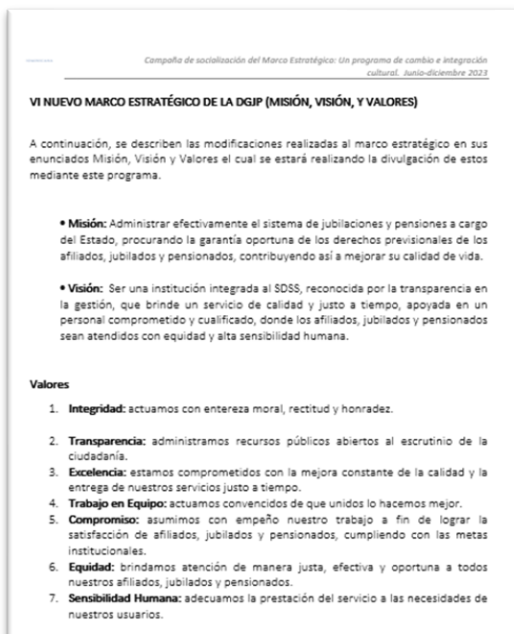 Campaña de socialización del Marco Estratégico: Un programa de cambio e integración
cultural. Junio-diciembre 2023
VI NUEVO MARCO ESTRATÉGICO DE LA DGJP (MISIÓN, VISIÓN, Y VALORES)
A continuación, se describen las modificaciones realizadas al marco estratégico en sus
enunciados Misión, Visión y Valores el cual se estará realizando la divulgación de estos
mediante este programa.
• Misión: Administrar efectivamente el sistema de jubilaciones y pensiones a cargo
del Estado, procurando la garantía oportuna de los derechos previsionales de los
afiliados, jubilados y pensionados, contribuyendo así a mejorar su calidad de vida.
• Visión: Ser una institución integrada al SDSS, reconocida por la transparencia en
la gestión, que brinde un servicio de calidad y justo a tiempo, apoyada en un
personal comprometido y cualificado, donde los afiliados, jubilados y pensionados
sean atendidos con equidad y alta sensibilidad humana.
Valores
1. Integridad: actuamos con entereza moral, rectitud y honradez.
2. Transparencia: administramos recursos públicos abiertos al escrutinio de la
ciudadanía.
3. Excelencia: estamos comprometidos con la mejora constante de la calidad y la
entrega de nuestros servicios justo a tiempo.
4. Trabajo en Equipo: actuamos convencidos de que unidos lo hacemos mejor.
5. Compromiso: asumimos con empeño nuestro trabajo a fin de lograr la
satisfacción de afiliados, jubilados y pensionados, cumpliendo con las metas
institucionales.
6. Equidad: brindamos atención de manera justa, efectiva y oportuna a todos
nuestros afiliados, jubilados y pensionados.
7. Sensibilidad Humana: adecuamos la prestación del servicio a las necesidades de
nuestros usuarios.